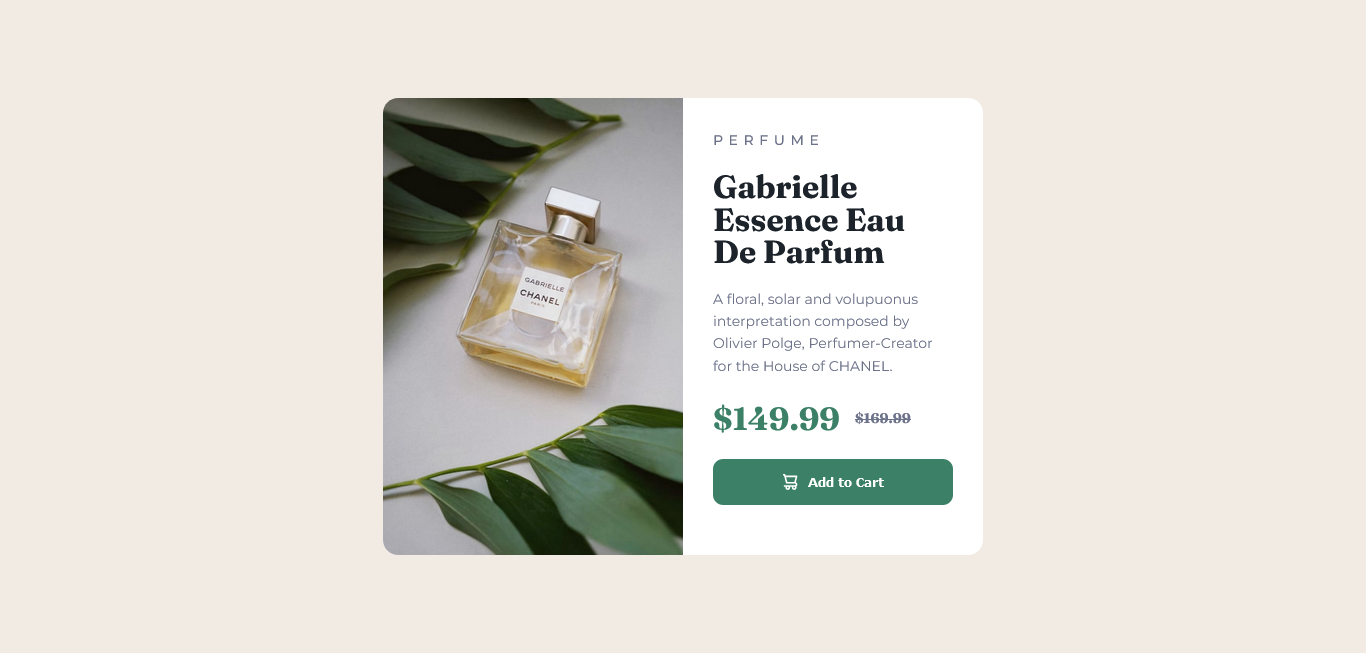 GABRIELLE
CHANEL
PARIS
PERFUME
Gabrielle
Essence Eau
De Parfum
A floral, solar and volupuonus
interpretation composed by
Olivier Polge, Perfumer-Creator
for the House of CHANEL.
$149.99 $169.99
Add to Cart